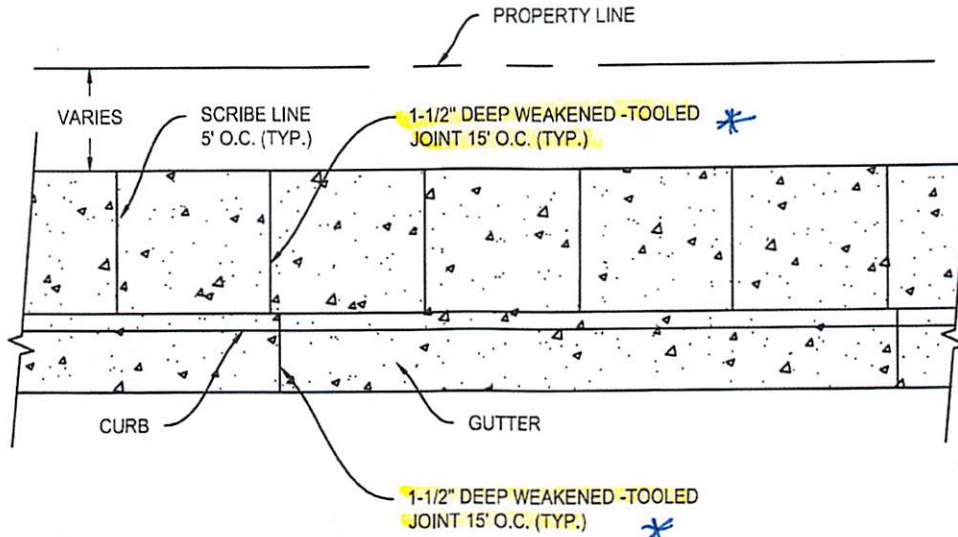 PROPERTY LINE
VARIES
SCRIBE LINE
5' O.C. (TYP.)
1-1/2" DEEP WEAKENED -TOOLED
JOINT 15' O.C. (TYP.)
CURB
GUTTER
1-1/2" DEEP WEAKENED -TOOLED
JOINT 15' O.C. (TYP.)